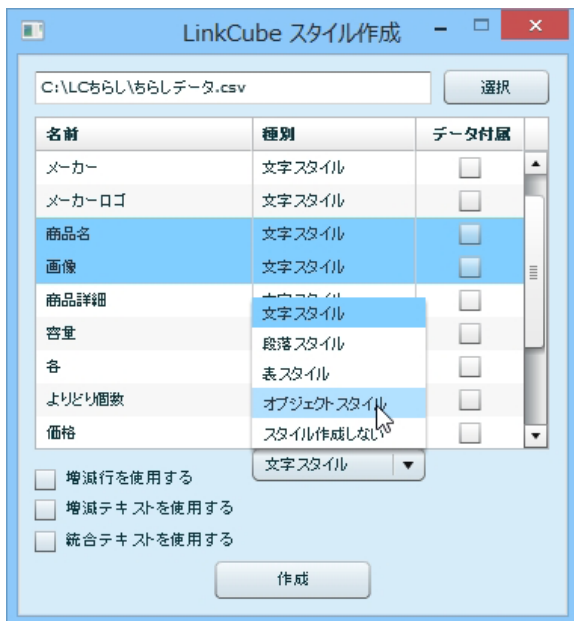 LinkCube スタイル作成
C:\LCちらし\ちらしデータ.csv 選択
名前 種別 データ付属
メーカー 文字スタイル
メーカーロゴ 文字スタイル
商品名 文字スタイル
画像 文字スタイル
商品詳細
文字スタイル
容量
段落スタイル
各
表スタイル
よりどり個数
オブジェクトスタイル
価格
スタイル作成しない
文字スタイル
増減行を使用する
増減テキストを使用する
統合テキストを使用する
作成